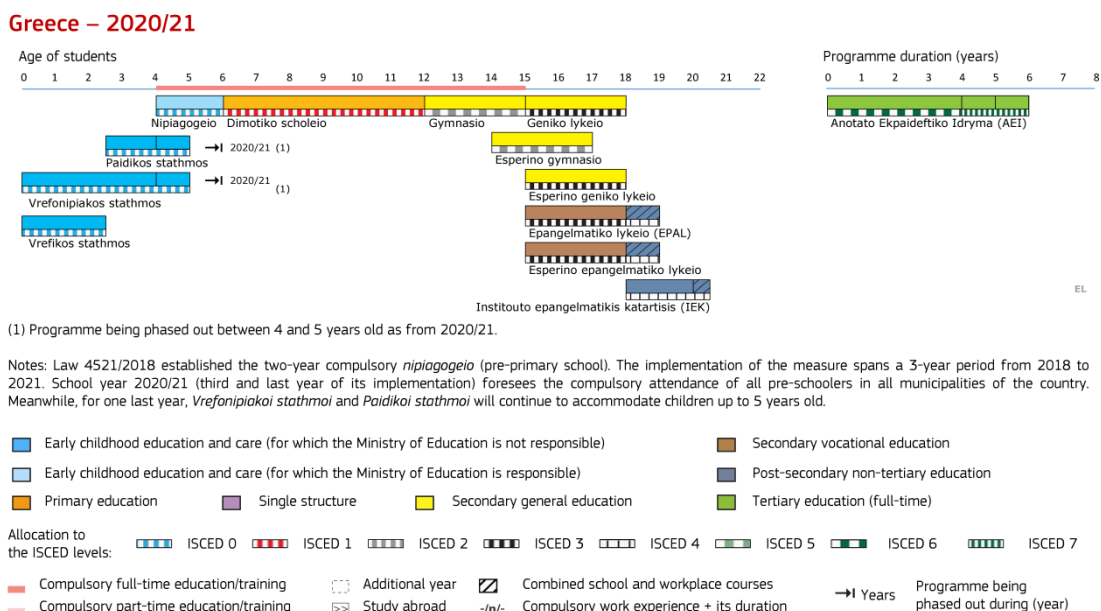 Greece – 2020/21
Age of students
Programme duration (years)
0 1 2 3 4 5 6 7 8 9 10 11 12 13 14 15 16 17 18 19 20 21 22
0 1 2 3 4 5 6 7 8
Nipiagogeio Dimotiko scholeio Gymnasio Geniko lykeio
Anotato Ekpaideftiko Idryma (AEI)
2020/21 (1)
Paidikos stathmos
Esperino gymnasio
2020/21 (1)
Vrefonipiakos stathmos
Esperino geniko lykeio
Vrefikos stathmos
Epangelmatiko lykeio (EPAL)
Esperino epangelmatiko lykeio
Institouto epangelmatikis katartisis (IEK)
EL
(1) Programme being phased out between 4 and 5 years old as from 2020/21.
Notes: Law 4521/2018 established the two-year compulsory nipiagogeio (pre-primary school). The implementation of the measure spans a 3-year period from 2018 to
2021. School year 2020/21 (third and last year of its implementation) foresees the compulsory attendance of all pre-schoolers in all municipalities of the country.
Meanwhile, for one last year, Vrefonipiakoi stathmoi and Paidikoi stathmoi will continue to accommodate children up to 5 years old.
Early childhood education and care (for which the Ministry of Education is not responsible)
Secondary vocational education
Early childhood education and care (for which the Ministry of Education is responsible)
Post-secondary non-tertiary education
Primary education
Single structure
Secondary general education
Tertiary education (full-time)
Allocation to
the ISCED levels:
ISCED 0
ISCED 1
ISCED 2
ISCED 3
ISCED 4
ISCED 5
ISCED 6
ISCED 7
Compulsory full-time education/training
Additional year
Combined school and workplace courses
Years
Programme being
phased out during (year)
Compulsory part-time education/training
>> Study abroad
-/n/- Compulsory work experience + its duration